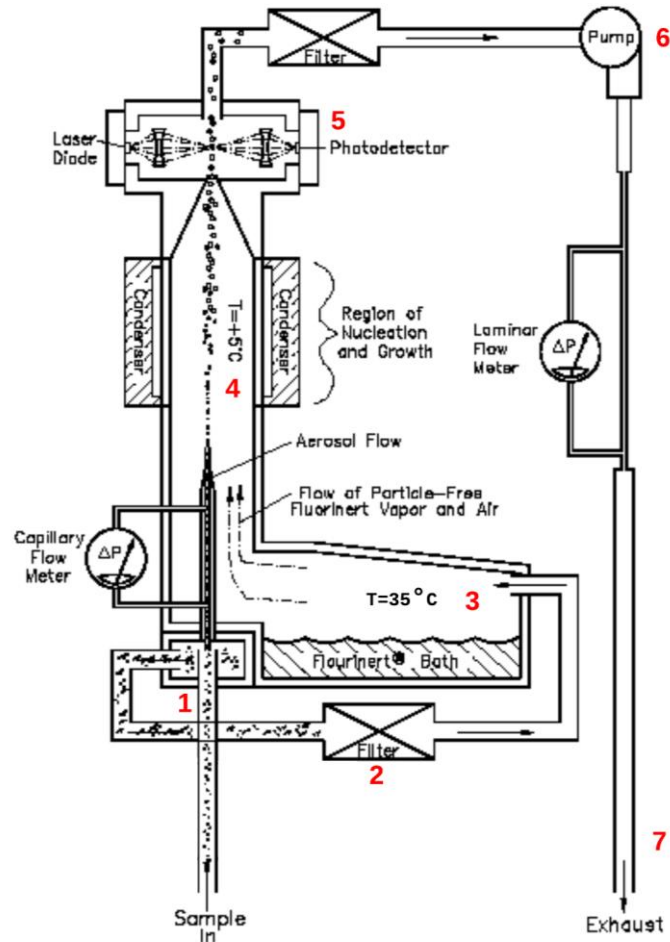 6
Pump
Filter
5
Laser
Diode
Photodetector
Condenser
T=+5°C
Condenser
Region of
Nucleation
and Growth
4
ΔP
Laminar
Flow
Meter
Aerosol Flow
Flow of Particle-Free
Fluorinert Vapor and Air
Capillary
Flow
Meter
ΔP
T=35°C
3
Flourinert® Bath
1
Filter
2
7
Sample
In
Exhaust